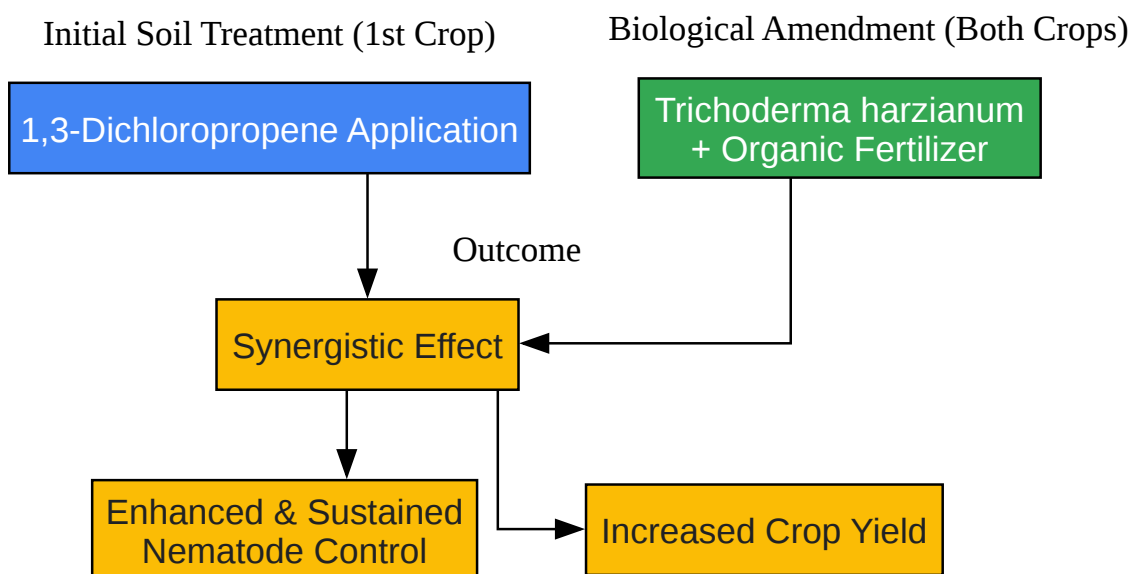 Initial Soil Treatment (1st Crop)
Biological Amendment (Both Crops)
1,3-Dichloropropene Application
Trichoderma harzianum
+ Organic Fertilizer
Outcome
Synergistic Effect
Enhanced & Sustained
Nematode Control
Increased Crop Yield